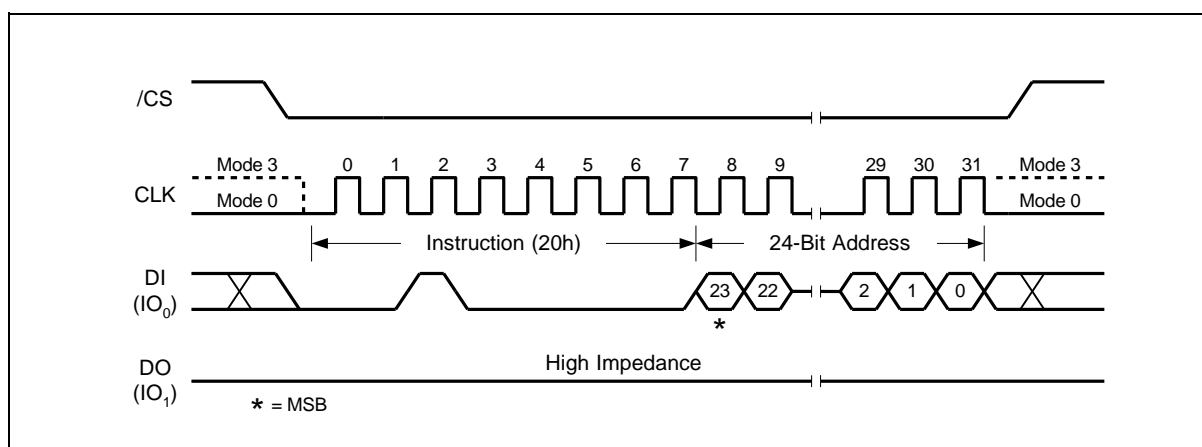 /CS
Mode 3 0 1 2 3 4 5 6 7 8 9 29 30 31 Mode 3
CLK Mode 0 Mode 0
Instruction (20h) 24-Bit Address
DI
(IO0) 23 22 2 1 0
*
High Impedance
DO
(IO1)
* = MSB